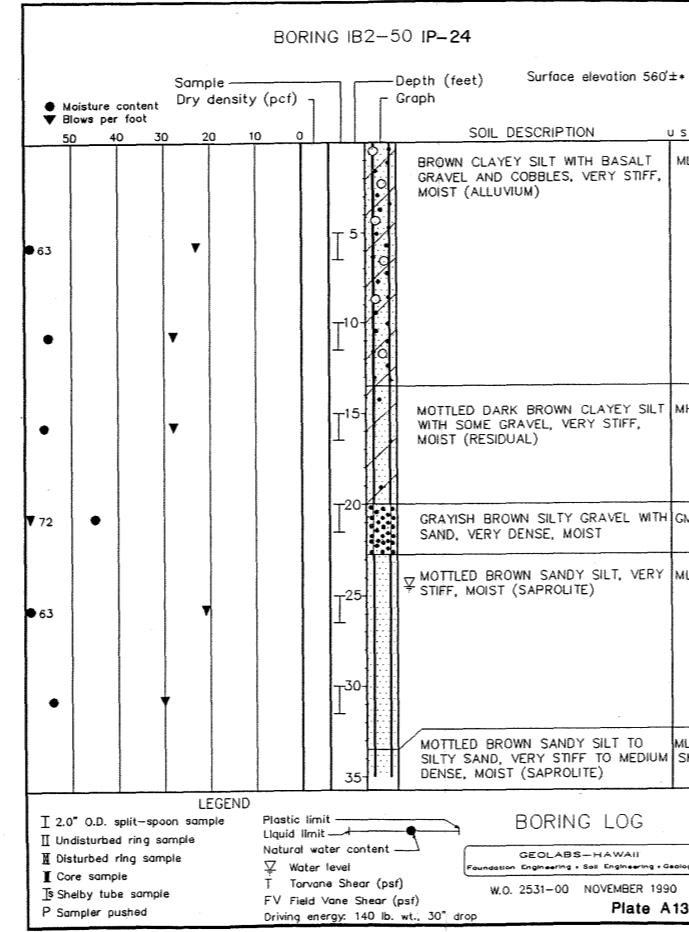 BORING IB2-50 IP-24
Sample
Depth (feet)
Surface elevation 560'±*
Moisture content
Dry density (pcf)
Graph
Blows per foot
50 40 30 20 10 0
SOIL DESCRIPTION
U S
BROWN CLAYEY SILT WITH BASALT
GRAVEL AND COBBLES, VERY STIFF,
MOIST (ALLUVIUM)
5
63
10
15
MOTTLED DARK BROWN CLAYEY SILT
WITH SOME GRAVEL, VERY STIFF,
MOIST (RESIDUAL)
20
72
GRAYISH BROWN SILTY GRAVEL WITH
SAND, VERY DENSE, MOIST
MOTTLED BROWN SANDY SILT, VERY
STIFF, MOIST (SAPROLITE)
25
63
30
MOTTLED BROWN SANDY SILT TO
SILTY SAND, VERY STIFF TO MEDIUM
DENSE, MOIST (SAPROLITE)
35
LEGEND
2.0" O.D. split-spoon sample
Undisturbed ring sample
Disturbed ring sample
Core sample
Ts Shelby tube sample
P Sampler pushed
Plastic limit
Liquid limit
Natural water content
Water level
T Torvane Shear (psf)
FV Field Vane Shear (psf)
Driving energy: 140 lb. wt., 30" drop
BORING LOG
GEOLABS-HAWAII
Foundation Engineering • Soil Engineering •
W.O. 2531-00 NOVEMBER 1990
Plate A13